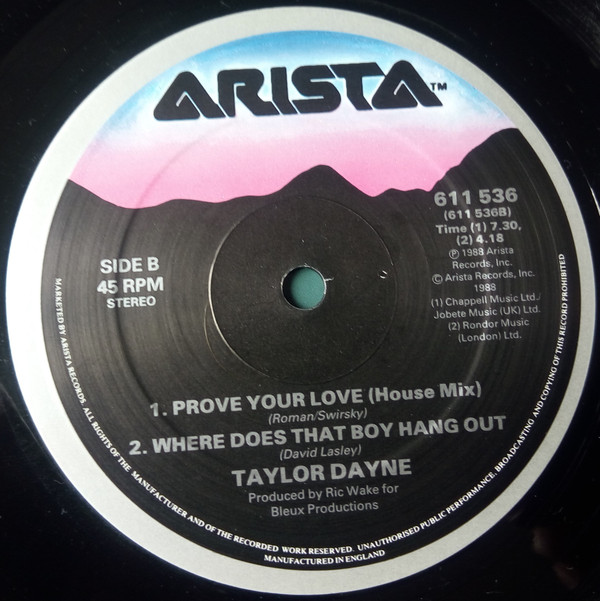 ARISTA™
611 536
(611 536B)
Time (1) 7.30,
(2) 4.18
℗ 1988 Arista
Records, Inc.
© Arista Records, Inc.
1988
(1) Chappell Music Ltd./
Jobete Music (UK) Ltd.
(2) Rondor Music
(London) Ltd.
SIDE B
45 RPM
STEREO
1. PROVE YOUR LOVE (House Mix)
(Roman/Swirsky)
2. WHERE DOES THAT BOY HANG OUT
(David Lasley)
TAYLOR DAYNE
Produced by Ric Wake for
Bleux Productions
MARKETED BY ARISTA RECORDS. ALL RIGHTS OF THE MANUFACTURER AND OF THE RECORDED WORK RESERVED. UNAUTHORISED PUBLIC PERFORMANCE, BROADCASTING AND COPYING OF THIS RECORD PROHIBITED
MANUFACTURED IN ENGLAND